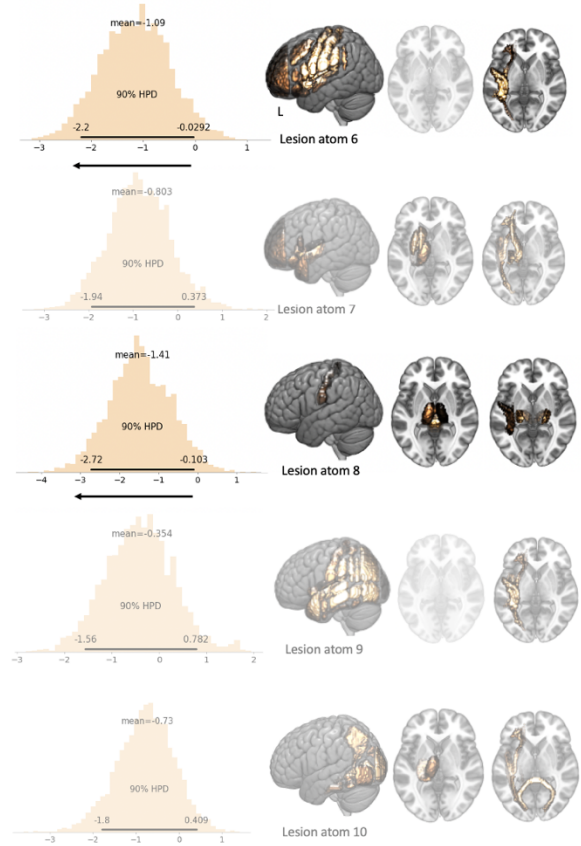 mean=-1.09
90% HPD
-2.2 -0.0292
-3 -2 -1 0 1
L
Lesion atom 6
mean=-0.803
90% HPD
-1.94 0.373
-3 -2 -1 0 1 2
Lesion atom 7
mean=-1.41
90% HPD
-2.72 -0.103
-4 -3 -2 -1 0 1
Lesion atom 8
mean=-0.354
90% HPD
-1.56 0.782
-3 -2 -1 0 1 2
Lesion atom 9
mean=-0.73
90% HPD
-1.8 0.409
-3 -2 -1 0 1
Lesion atom 10